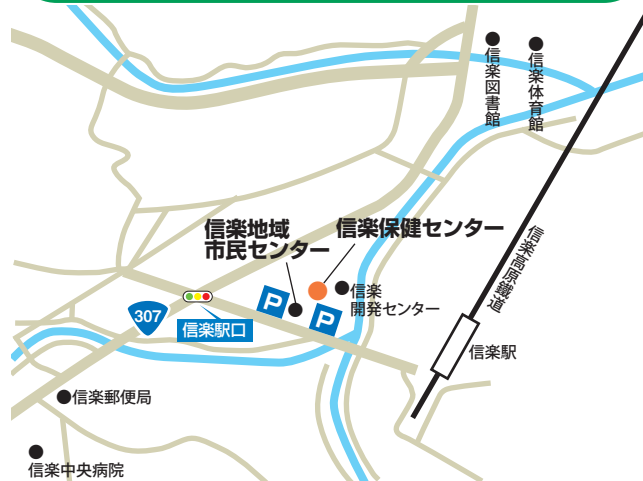 信楽図書館
信楽体育館
信楽地域
市民センター
信楽保健センター
信楽高原鐵道
P
P
信楽
開発センター
307
信楽駅口
信楽駅
信楽郵便局
信楽中央病院